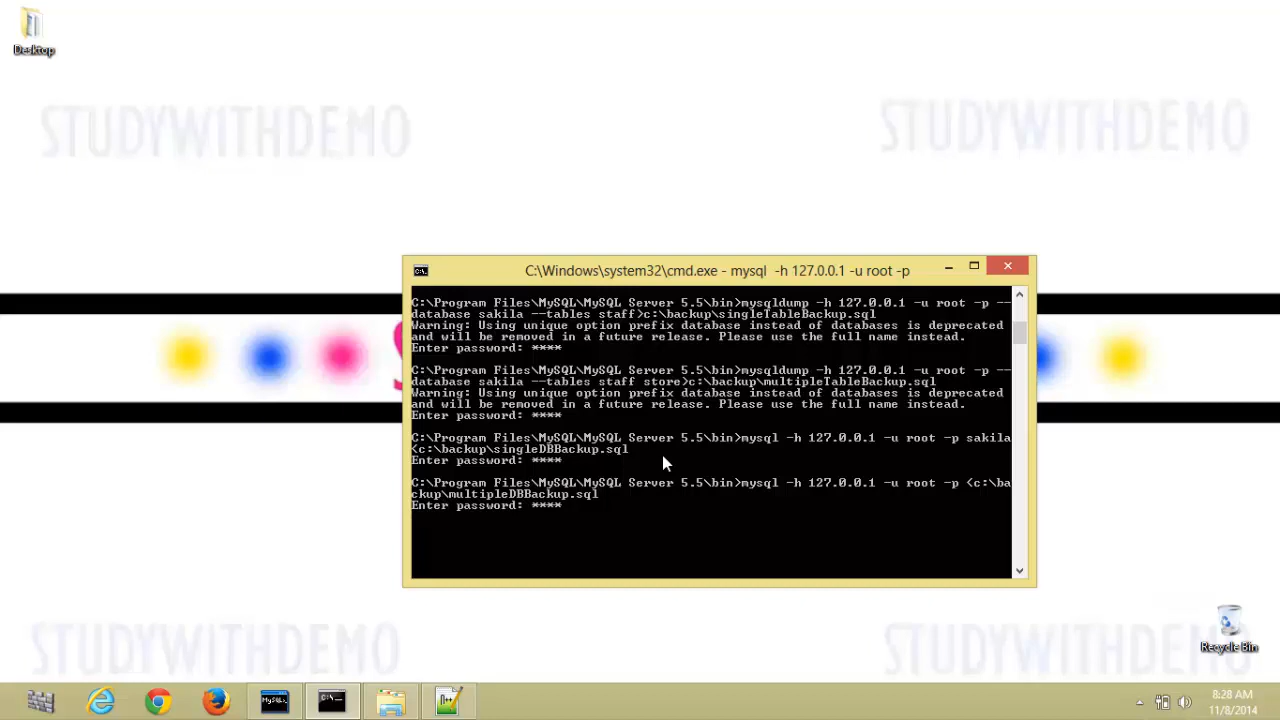 Desktop
STUDYWITHDEMO
STUDYWITHDEMO
C:\Windows\system32\cmd.exe - mysql -h 127.0.0.1 -u root -p
C:\Program Files\MySQL\MySQL Server 5.5\bin>mysqldump -h 127.0.0.1 -u root -p --
database sakila --tables staff>c:\backup\singleTableBackup.sql
Warning: Using unique option prefix database instead of databases is deprecated
and will be removed in a future release. Please use the full name instead.
Enter password: ****
C:\Program Files\MySQL\MySQL Server 5.5\bin>mysqldump -h 127.0.0.1 -u root -p --
database sakila --tables staff store>c:\backup\multipleTableBackup.sql
Warning: Using unique option prefix database instead of databases is deprecated
and will be removed in a future release. Please use the full name instead.
Enter password: ****
C:\Program Files\MySQL\MySQL Server 5.5\bin>mysql -h 127.0.0.1 -u root -p sakila
<c:\backup\singleDBBackup.sql
Enter password: ****
C:\Program Files\MySQL\MySQL Server 5.5\bin>mysql -h 127.0.0.1 -u root -p <c:\ba
ckup\multipleDBBackup.sql
Enter password: ****
STUDYWITHDEMO
STUDYWITHDEMO
Recycle Bin
8:28 AM
11/8/2014